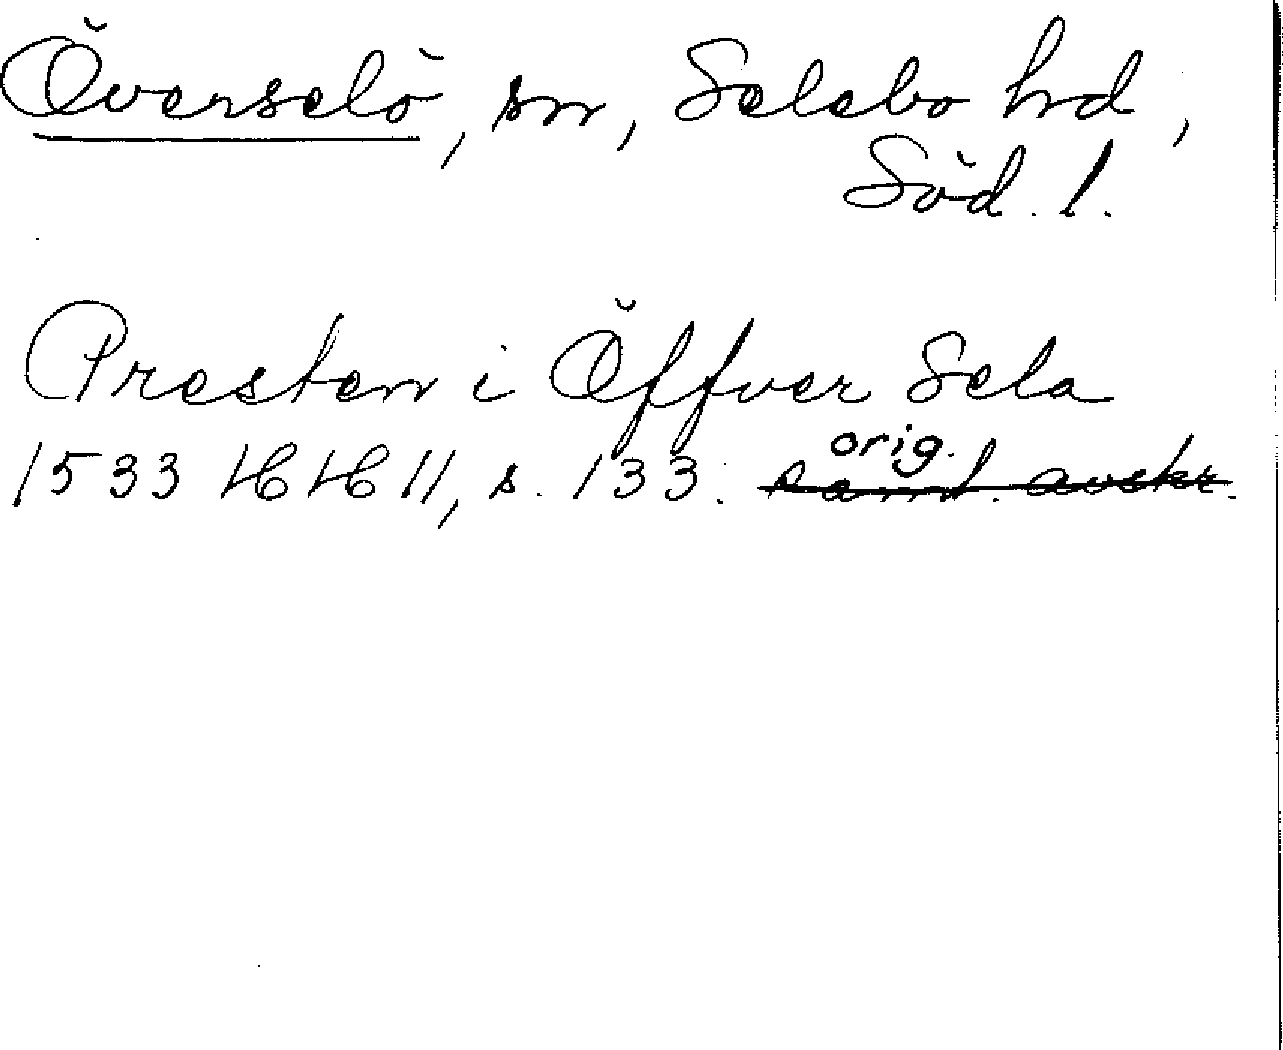 Överselö, sn, Selebo hd,
Söd. l.
Presten i Öffver Sela
orig.
1533 HH 11, s. 133. samt. avskr.